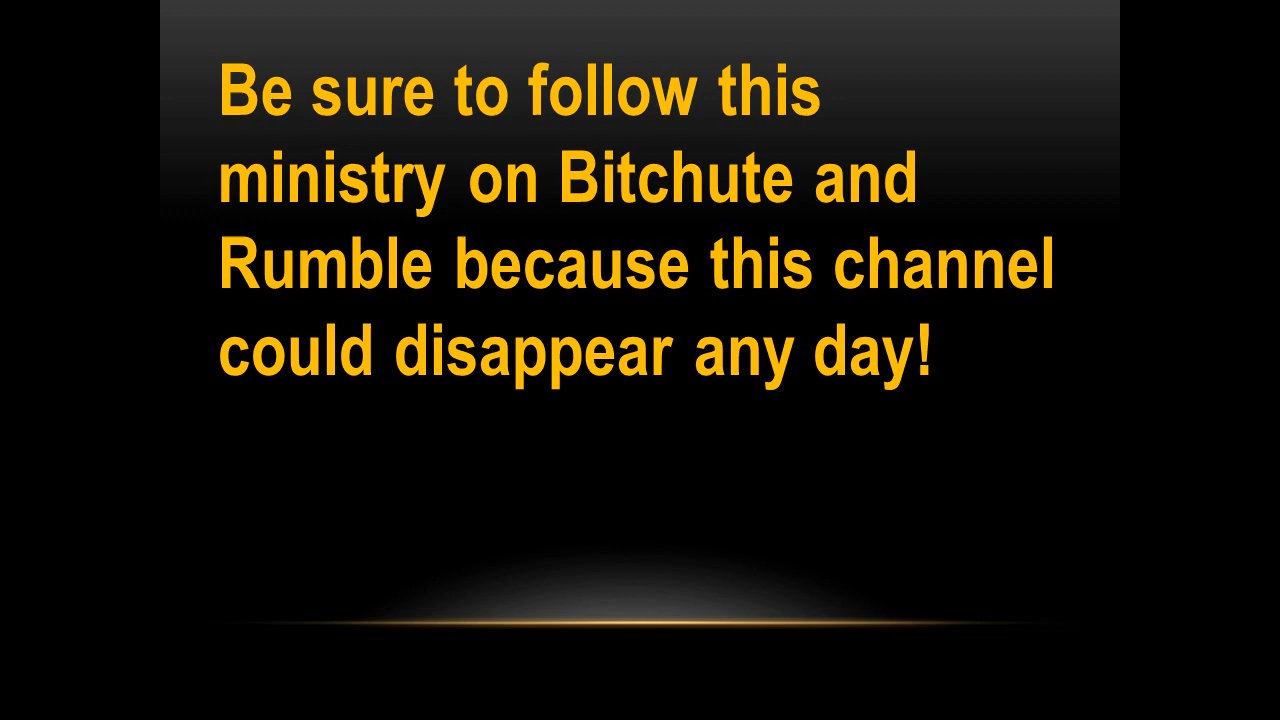 Be sure to follow this
ministry on Bitchute and
Rumble because this channel
could disappear any day!